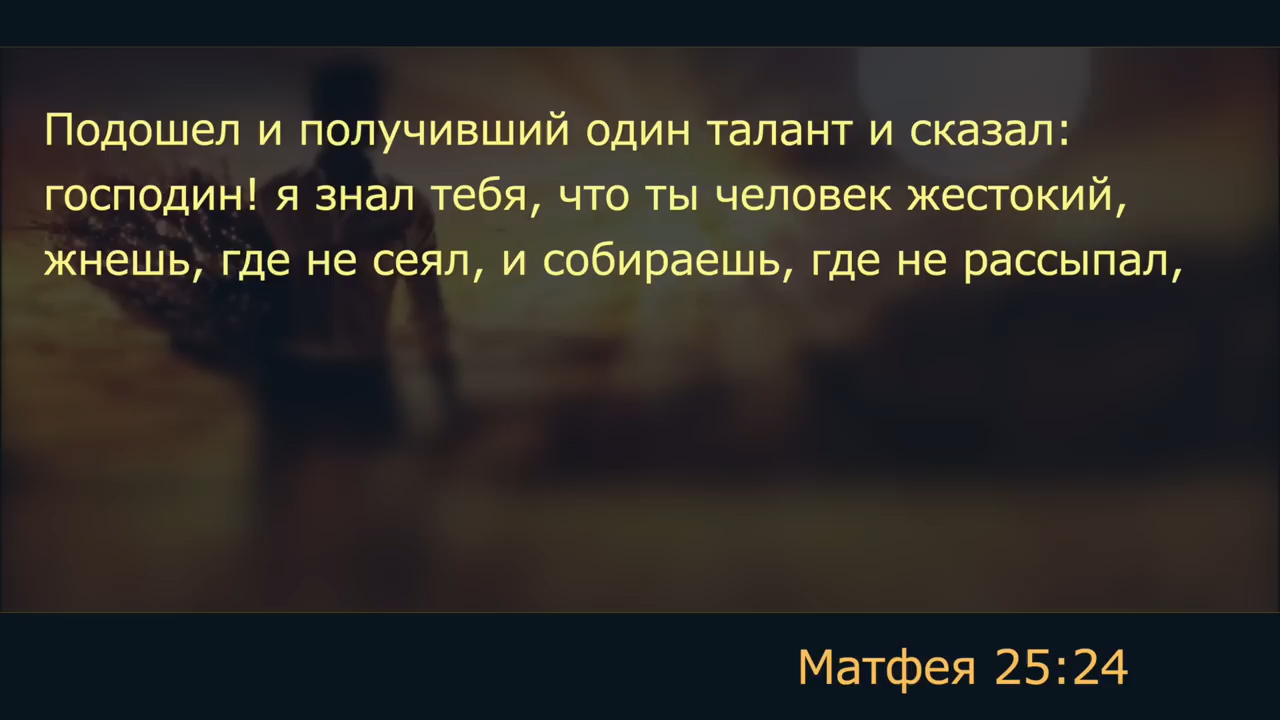 Подошел и получивший один талант и сказал:
господин! я знал тебя, что ты человек жестокий,
жнешь, где не сеял, и собираешь, где не рассыпал,
Матфея 25:24